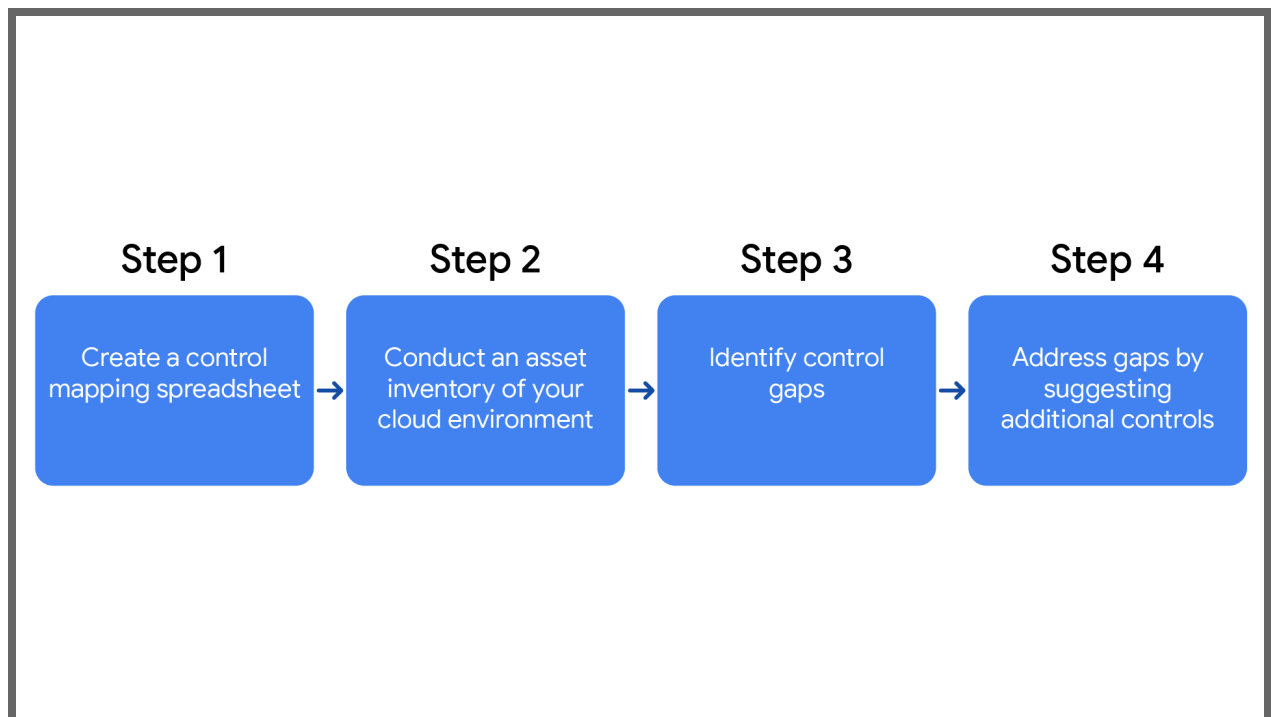 Step 1
Create a control
mapping spreadsheet
Step 2
Conduct an asset
inventory of your
cloud environment
Step 3
Identify control
gaps
Step 4
Address gaps by
suggesting
additional controls